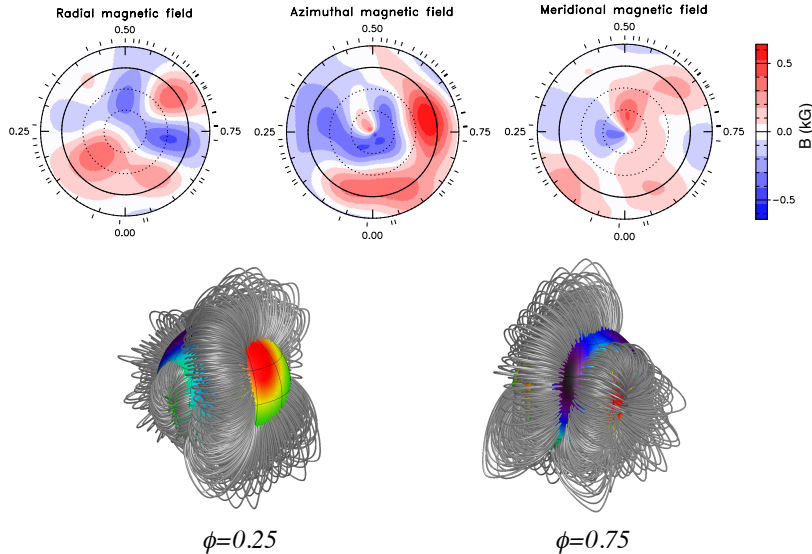 Radial magnetic field
Azimuthal magnetic field
Meridional magnetic field
0.50
0.50
0.50
0.25
0.75
0.25
0.75
0.25
0.75
0.00
0.00
0.00
0.5
0.0
−0.5
B (kG)
ϕ=0.25
ϕ=0.75